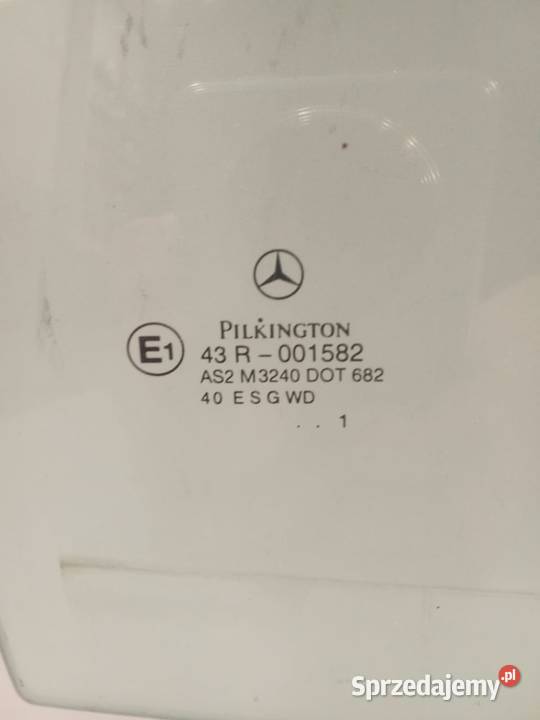 PILKINGTON
E1
43 R – 001582
AS2 M3240 DOT 682
40 E S G WD
. . 1
Sprzedajemy.pl